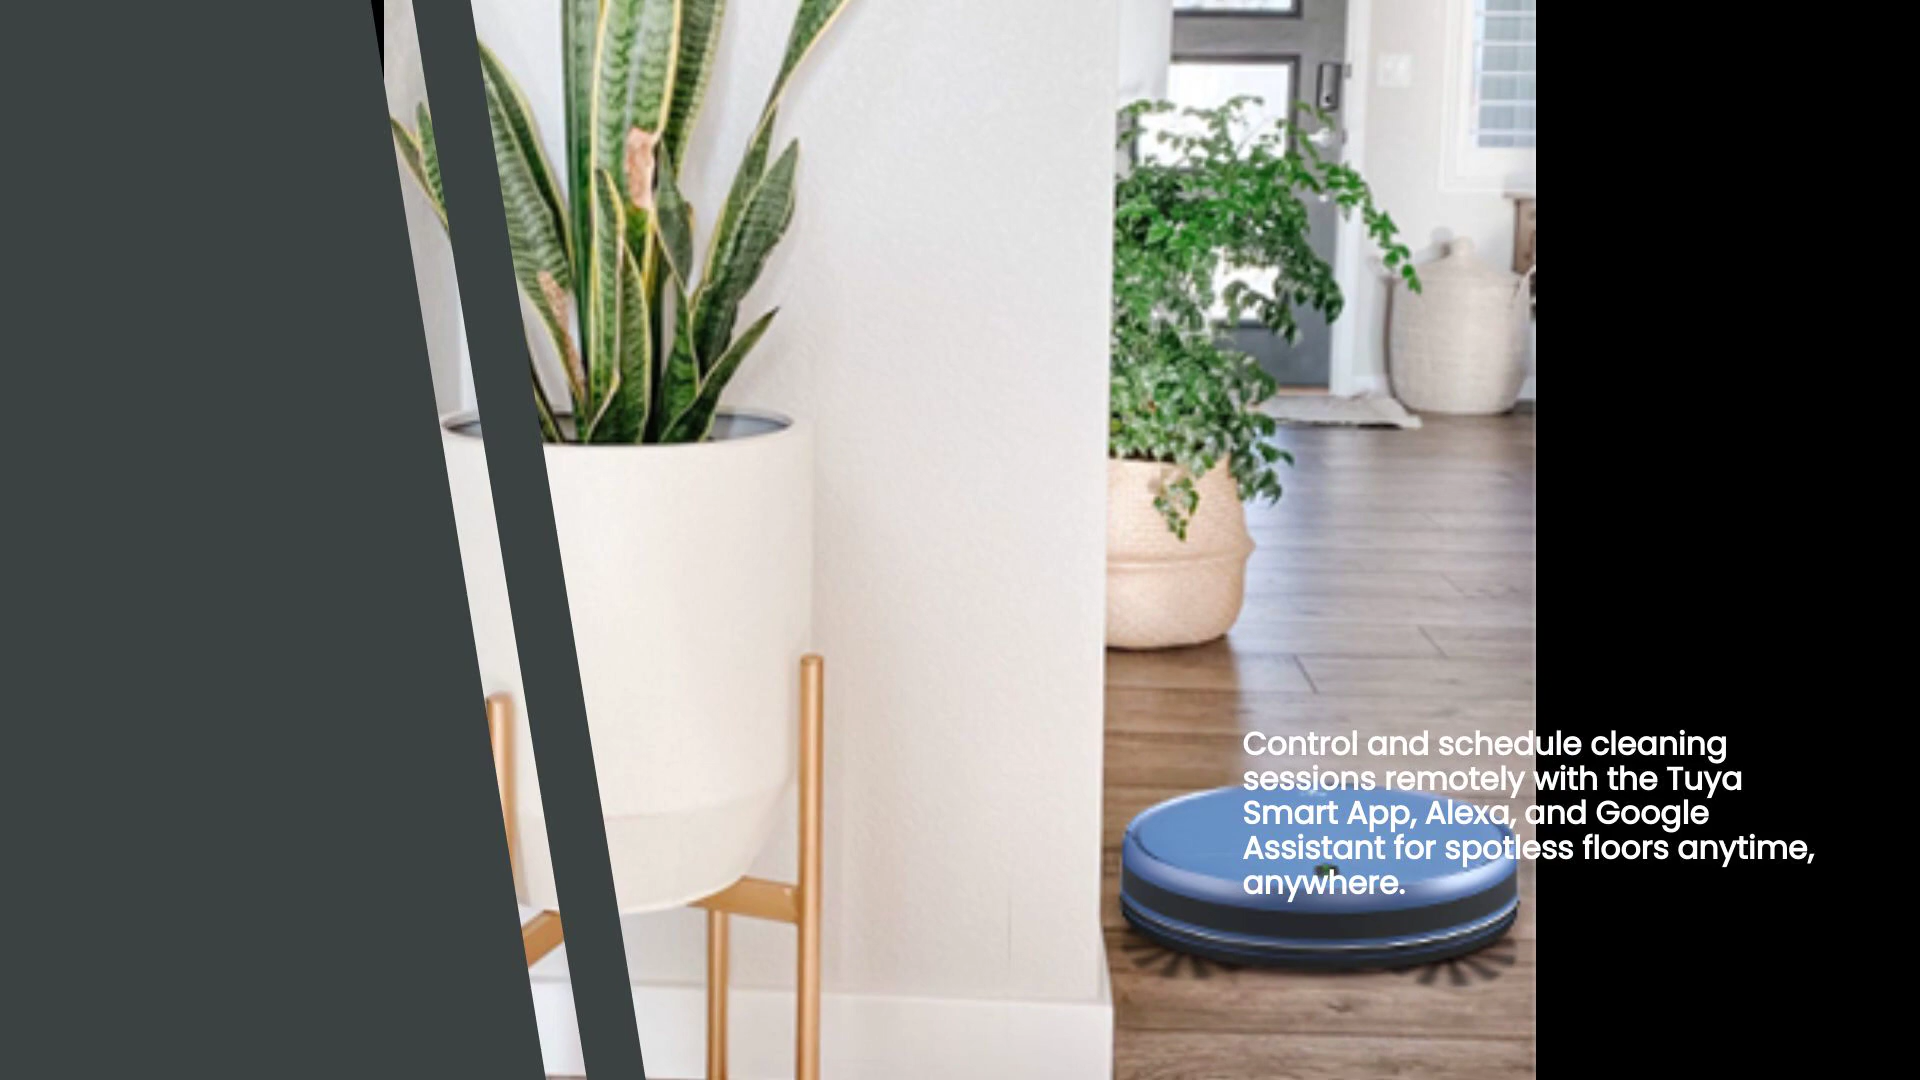 Control and schedule cleaning
sessions remotely with the Tuya
Smart App, Alexa, and Google
Assistant for spotless floors anytime,
anywhere.